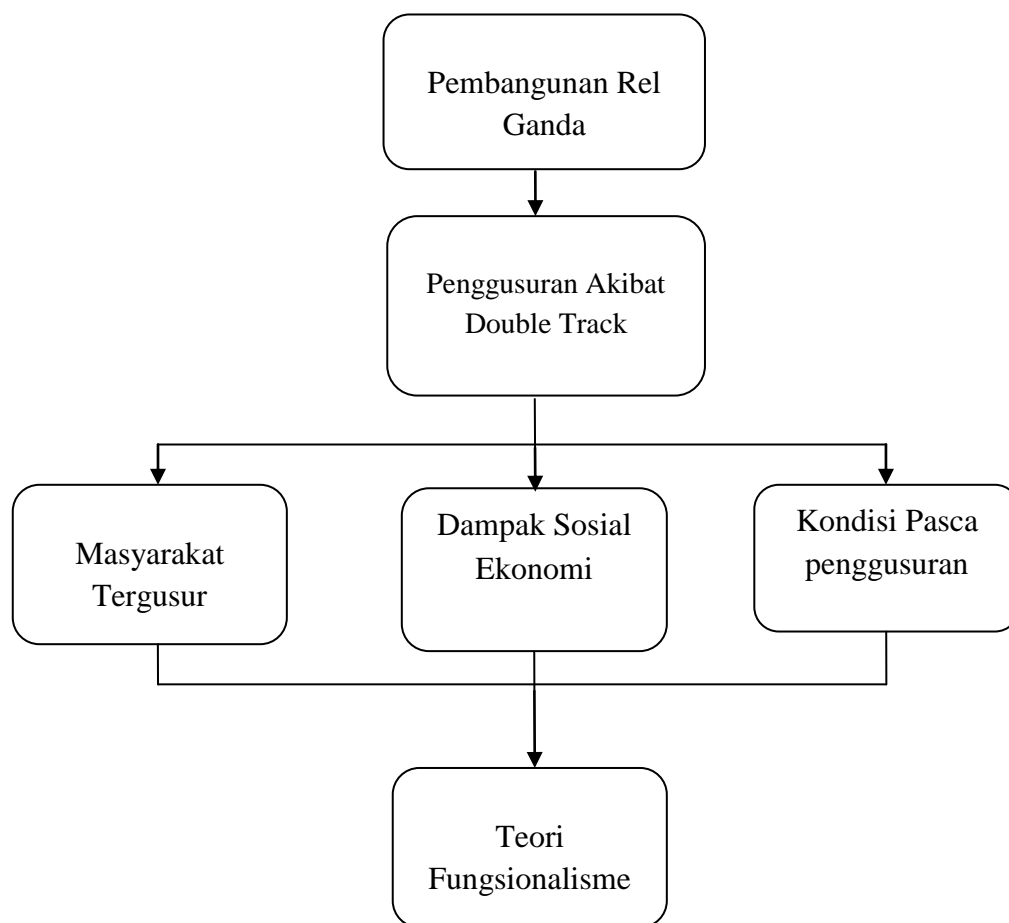 Pembangunan Rel
Ganda
Penggusuran Akibat
Double Track
Masyarakat
Tergusur
Dampak Sosial
Ekonomi
Kondisi Pasca
penggusuran
Teori
Fungsionalisme